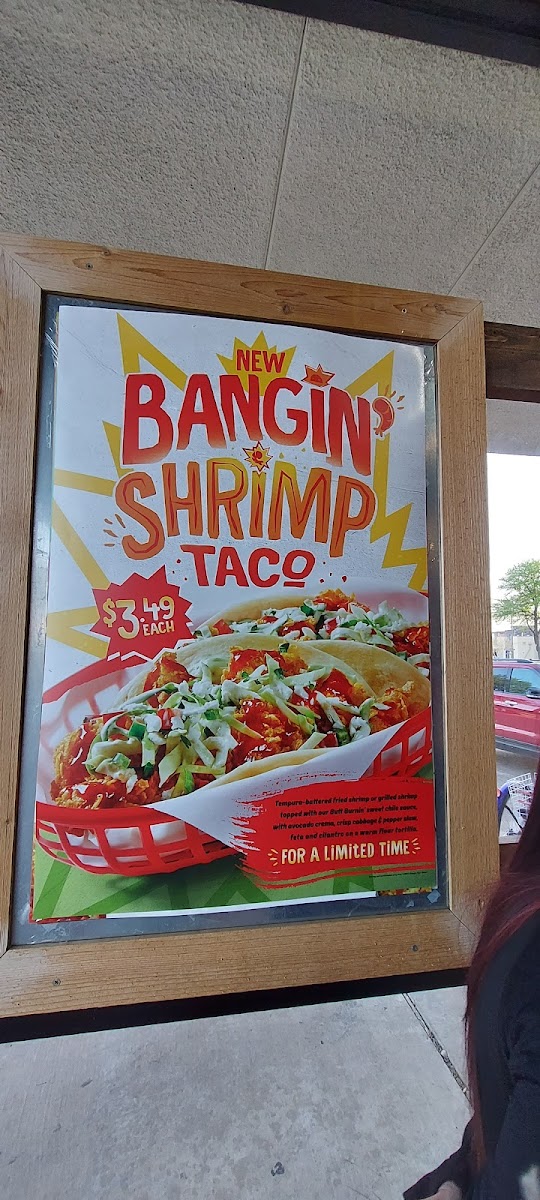 NEW
BANGIN'
SHRIMP
TACO
$3.49
EACH
Tempura-battered fried shrimp or grilled shrimp
topped with our Butt Burnin' sweet chile sauce,
with avocado crema, crisp cabbage & pepper slaw,
feta and cilantro on a warm flour tortilla.
FOR A LIMITED TIME